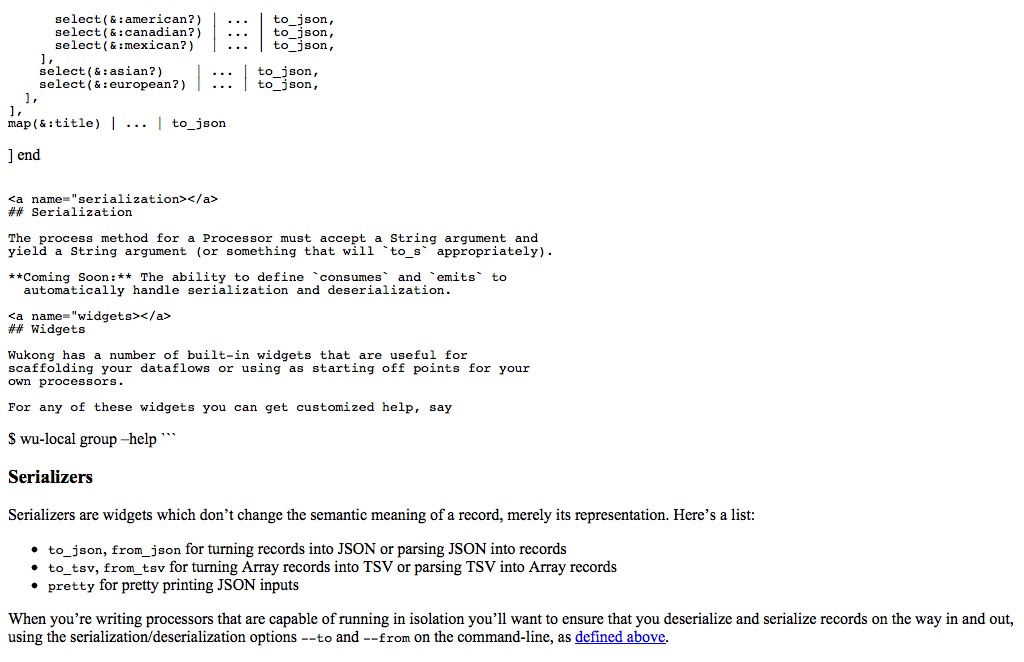 select(&:american?) | ... | to_json,
      select(&:canadian?) | ... | to_json,
      select(&:mexican?)  | ... | to_json,
    ],
    select(&:asian?)    | ... | to_json,
    select(&:european?) | ... | to_json,
  ],
],
map(&:title) | ... | to_json
] end
<a name="serialization></a>
## Serialization
The process method for a Processor must accept a String argument and
yield a String argument (or something that will `to_s` appropriately).
**Coming Soon:** The ability to define `consumes` and `emits` to
  automatically handle serialization and deserialization.
<a name="widgets></a>
## Widgets
Wukong has a number of built-in widgets that are useful for
scaffolding your dataflows or using as starting off points for your
own processors.
For any of these widgets you can get customized help, say
$ wu-local group –help ```
Serializers
Serializers are widgets which don’t change the semantic meaning of a record, merely its representation. Here’s a list:
• to_json, from_json for turning records into JSON or parsing JSON into records
• to_tsv, from_tsv for turning Array records into TSV or parsing TSV into Array records
• pretty for pretty printing JSON inputs
When you’re writing processors that are capable of running in isolation you’ll want to ensure that you deserialize and serialize records on the way in and out,
using the serialization/deserialization options --to and --from on the command-line, as defined above.